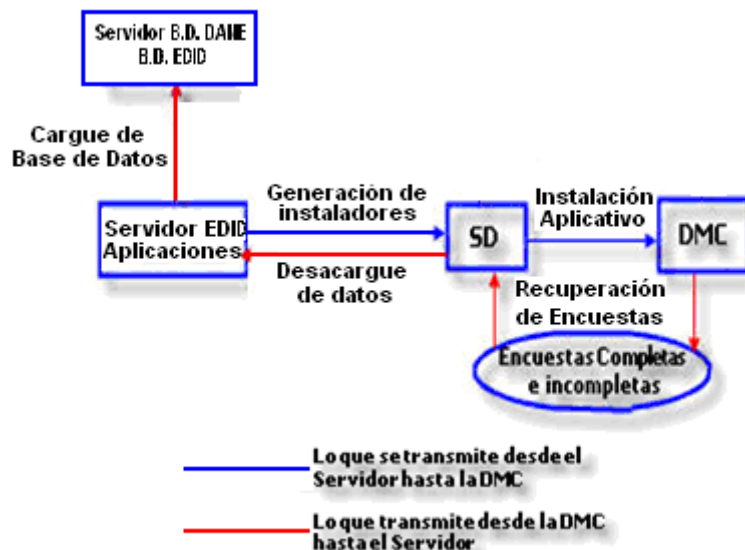 Servidor B.D. DANE
B.D. EDID
Cargue de
Base de Datos
Generación de
instaladores
Instalación
Aplicativo
Servidor EDID
Aplicaciones
SD
DMC
Desacargue
de datos
Recuperación
de Encuestas
Encuestas Completas
e incompletas
Lo que se transmite desde el
Servidor hasta la DMC
Lo que transmite desde la DMC
hasta el Servidor